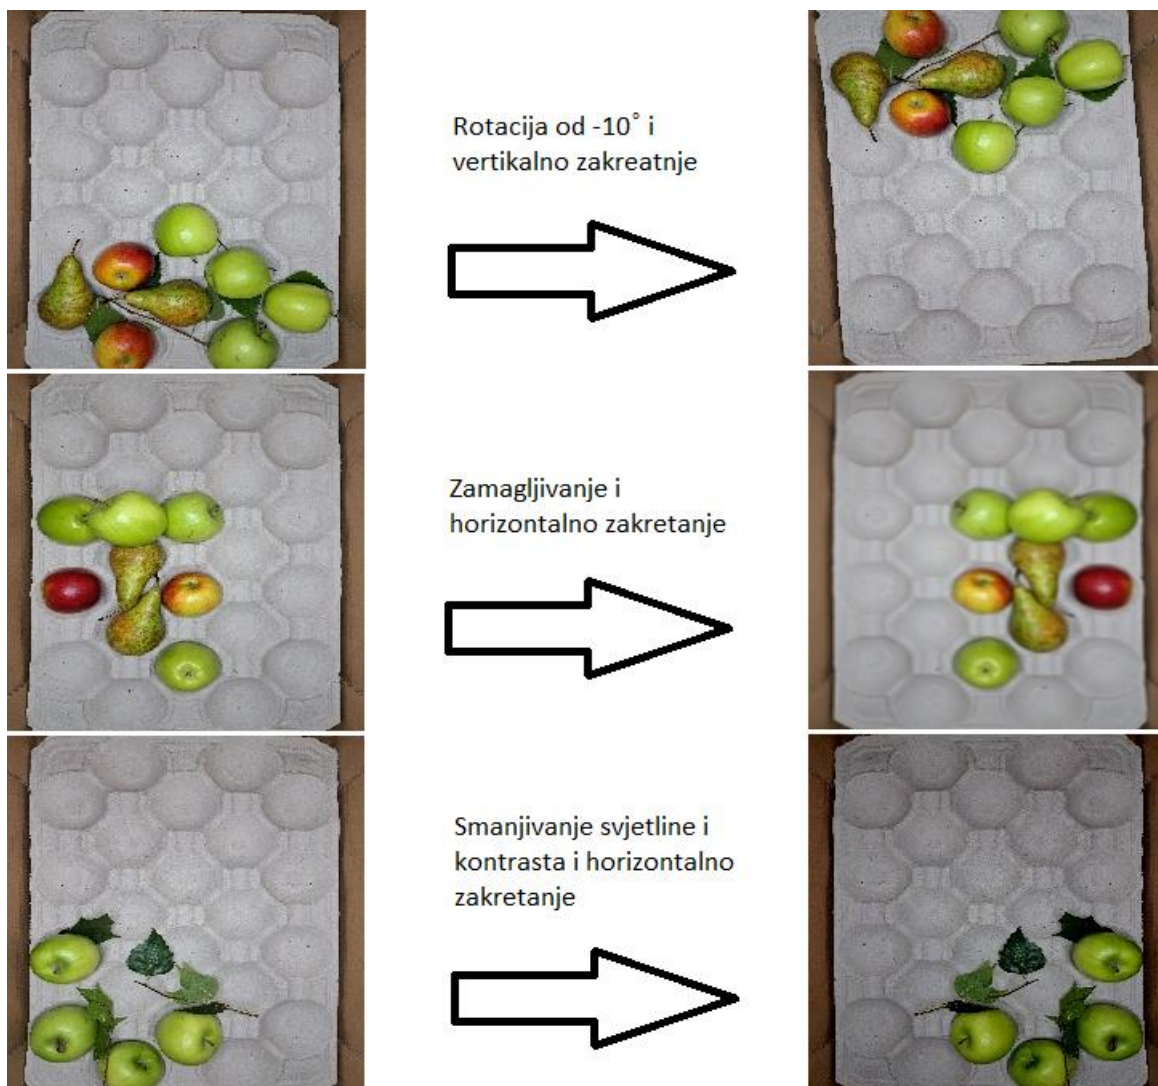 Rotacija od -10˚ i
vertikalno zakreatnje
Zamagljivanje i
horizontalno zakretanje
Smanjivanje svjetline i
kontrasta i horizontalno
zakretanje